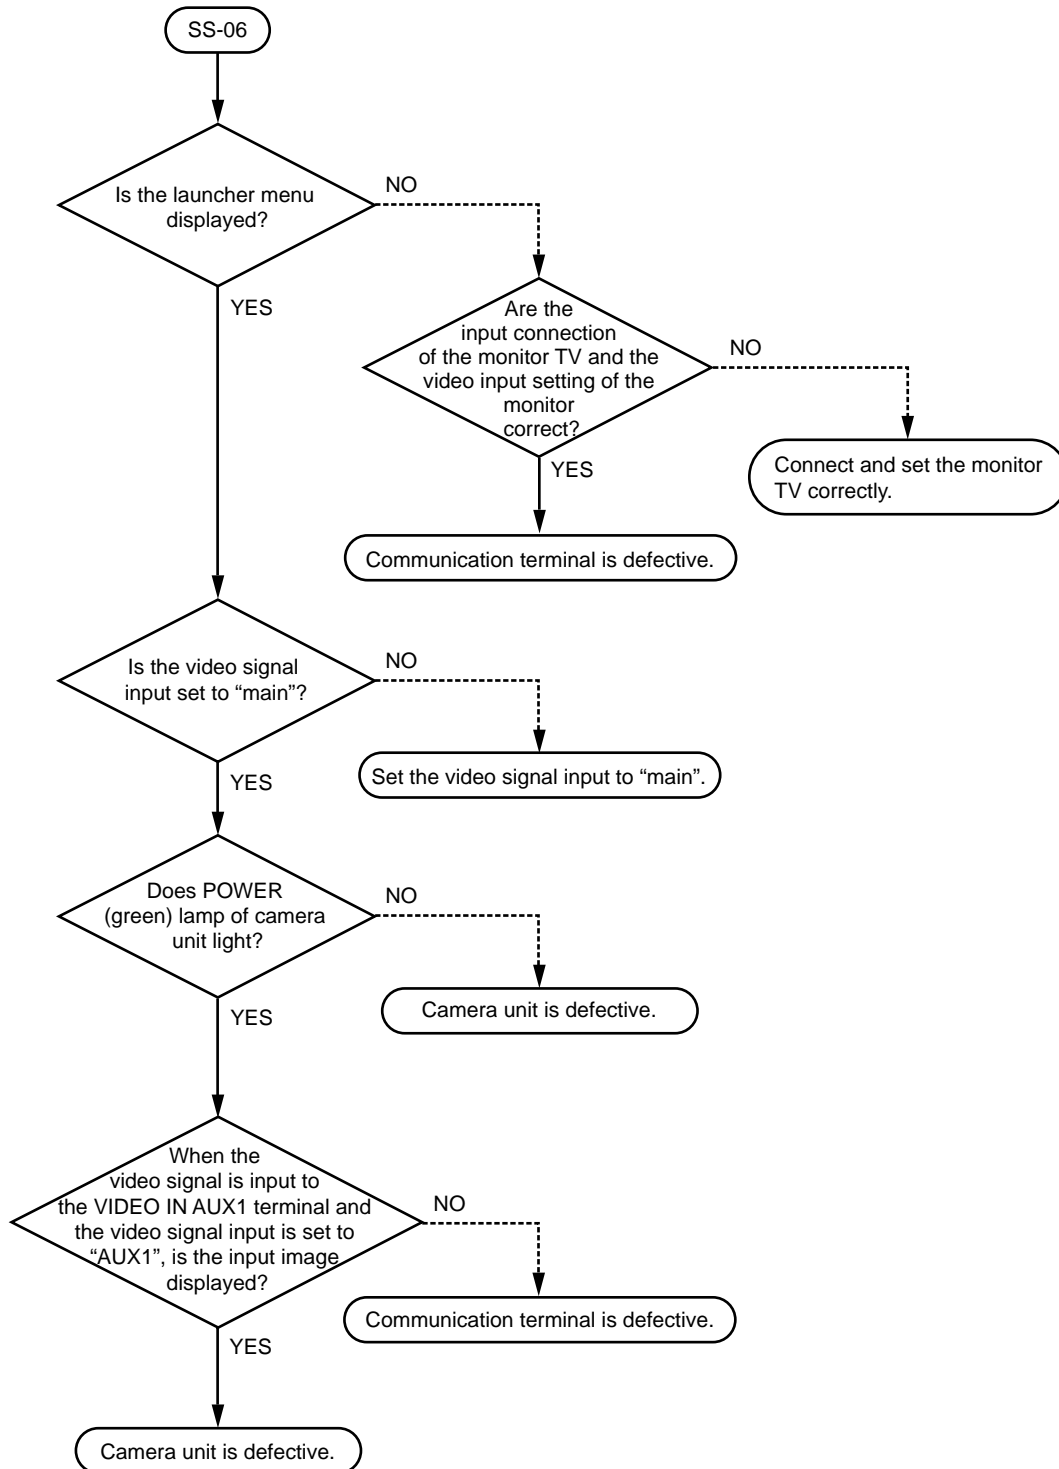 SS-06
Is the launcher menu
displayed?
NO
YES
Are the
input connection
of the monitor TV and the
video input setting of the
monitor
correct?
NO
YES
Connect and set the monitor
TV correctly.
Communication terminal is defective.
Is the video signal
input set to “main”?
NO
YES
Set the video signal input to “main”.
Does POWER
(green) lamp of camera
unit light?
NO
YES
Camera unit is defective.
When the
video signal is input to
the VIDEO IN AUX1 terminal and
the video signal input is set to
“AUX1”, is the input image
displayed?
NO
YES
Communication terminal is defective.
Camera unit is defective.